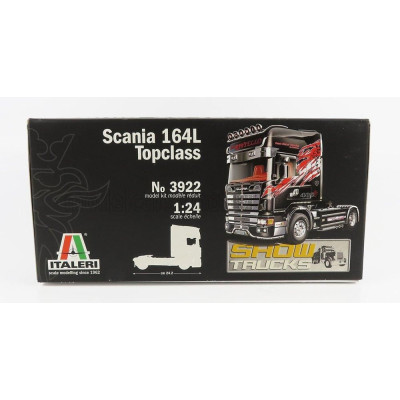 Scania 164L
Topclass
No 3922
model kit modèle réduit
1:24
scale échelle
ITALERI
scale modelling since 1962
SHOW
TRUCKS